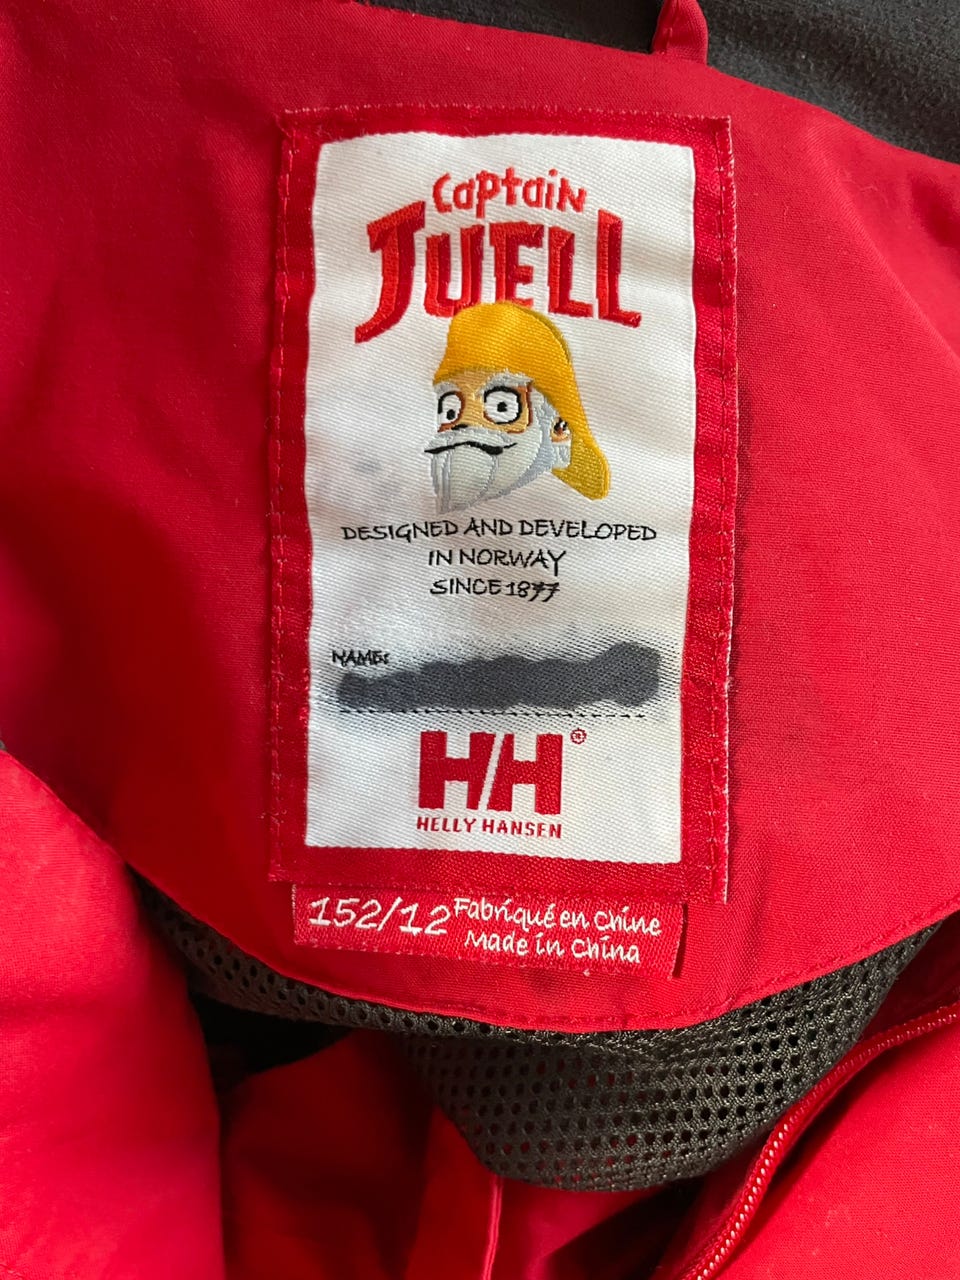 Captain
JUELL
DESIGNED AND DEVELOPED
IN NORWAY
SINCE 1877
NAME:
HH®
HELLY HANSEN
152/12 Fabriqué en Chine
Made in China